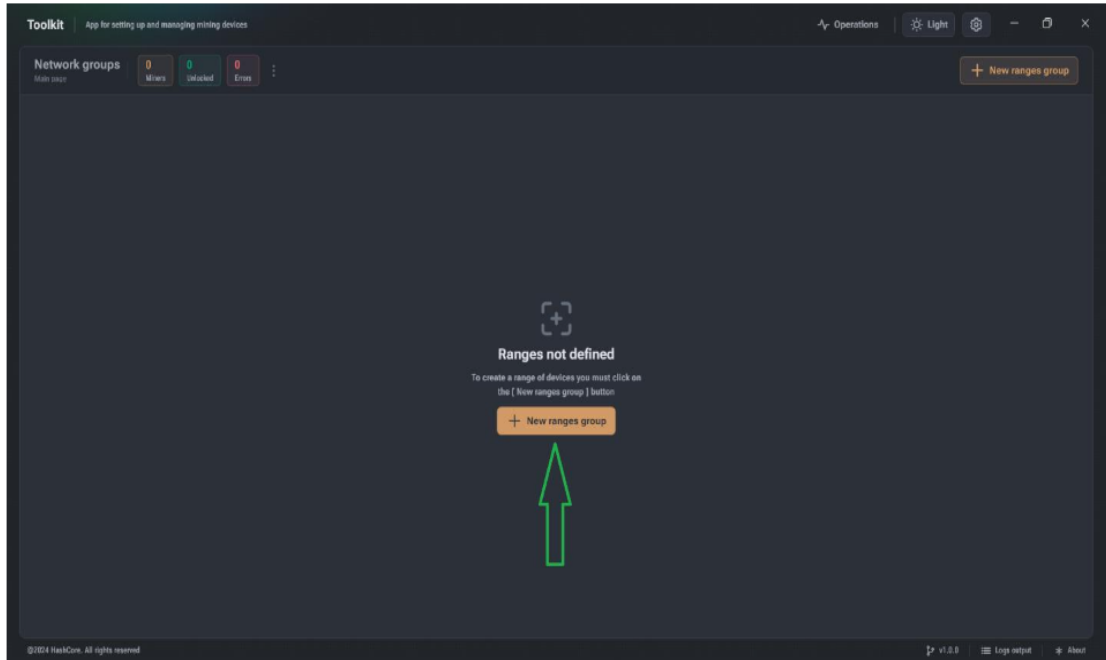 Toolkit App for setting up and managing mining devices Operations Light
Network groups
Main page
0 Miners
0 Unlocked
0 Errors
New ranges group
Ranges not defined
To create a range of devices you must click on
the [ New ranges group ] button
New ranges group
@2024 HashCore. All rights reserved v1.0.0 Logs output About